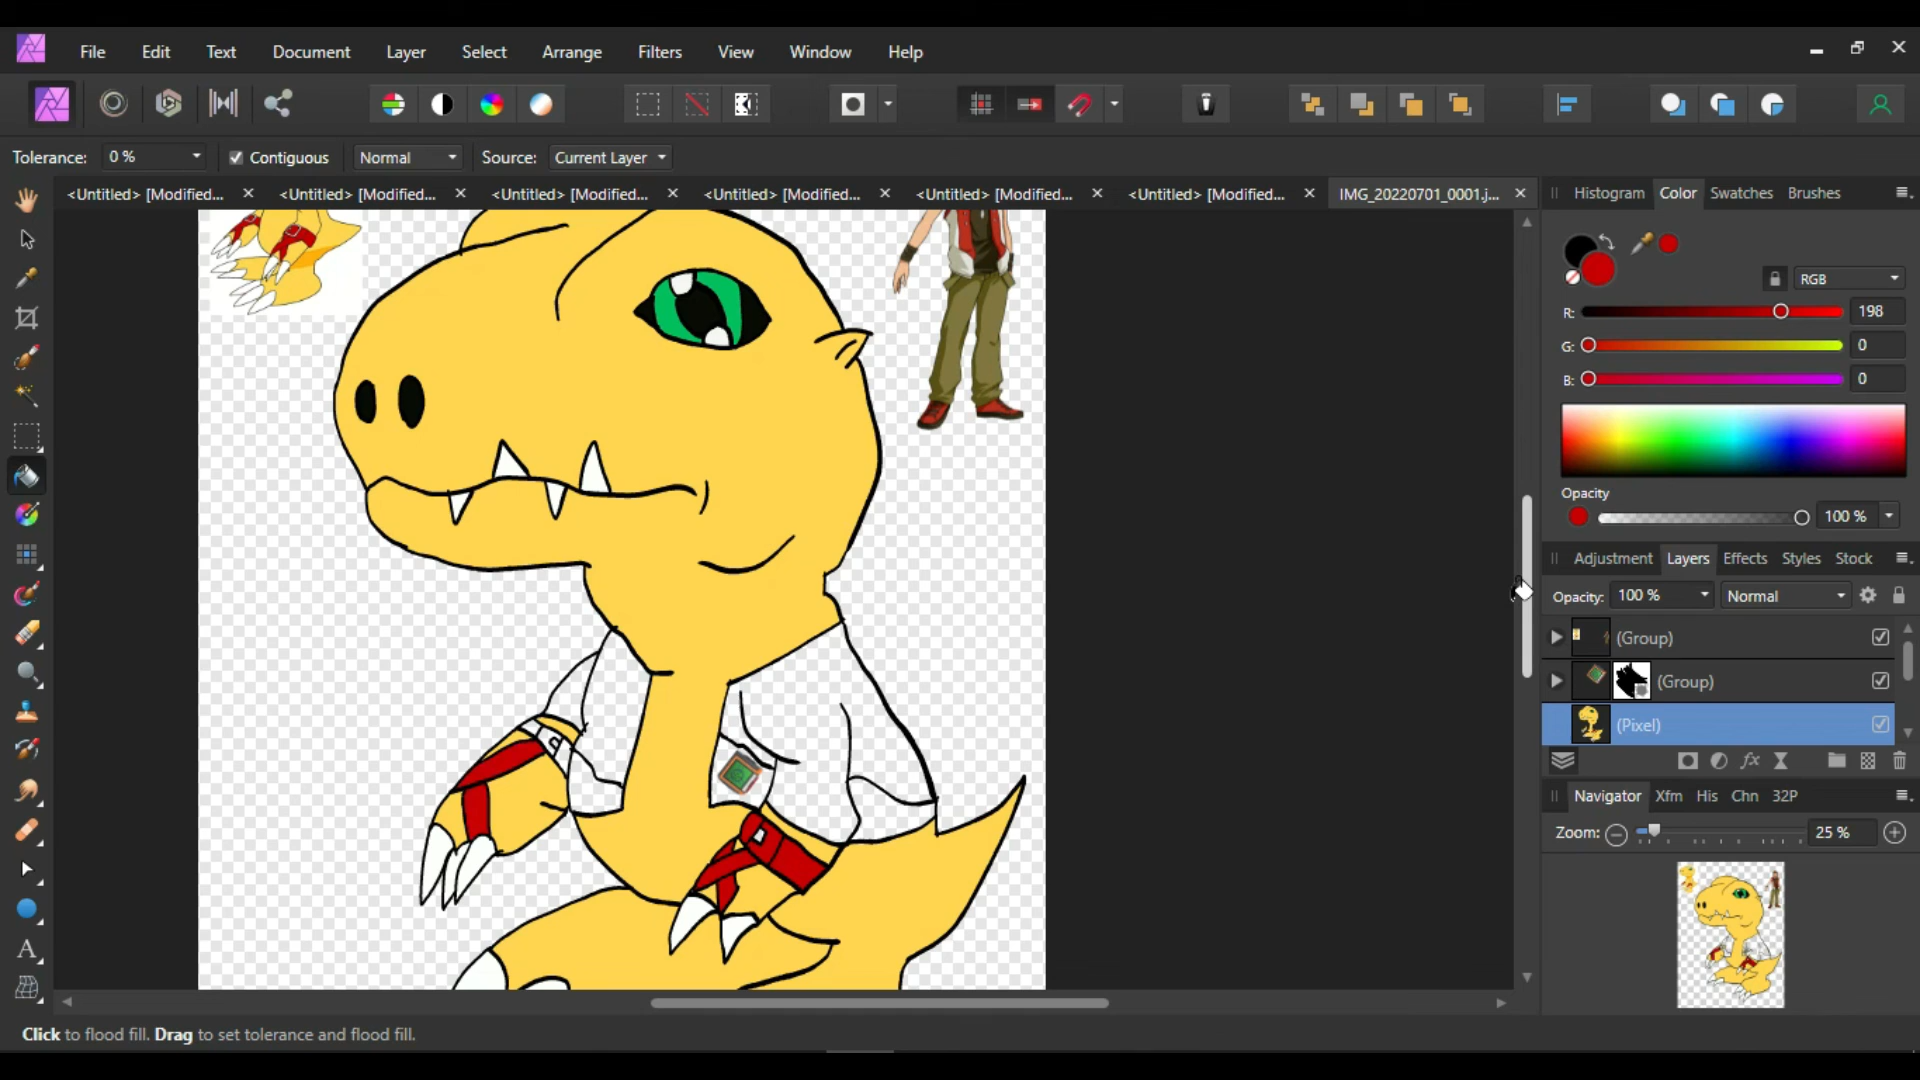 File Edit Text Document Layer Select Arrange Filters View Window Help
Tolerance: 0 % Contiguous Normal Source: Current Layer
<Untitled> [Modified... <Untitled> [Modified... <Untitled> [Modified... <Untitled> [Modified... <Untitled> [Modified... <Untitled> [Modified... IMG_20220701_0001.j...
Histogram Color Swatches Brushes
RGB
R: 198
G: 0
B: 0
Opacity
100 %
Adjustment Layers Effects Styles Stock
Opacity: 100 % Normal
(Group)
(Group)
(Pixel)
Navigator Xfm His Chn 32P
Zoom: 25 %
Click to flood fill. Drag to set tolerance and flood fill.